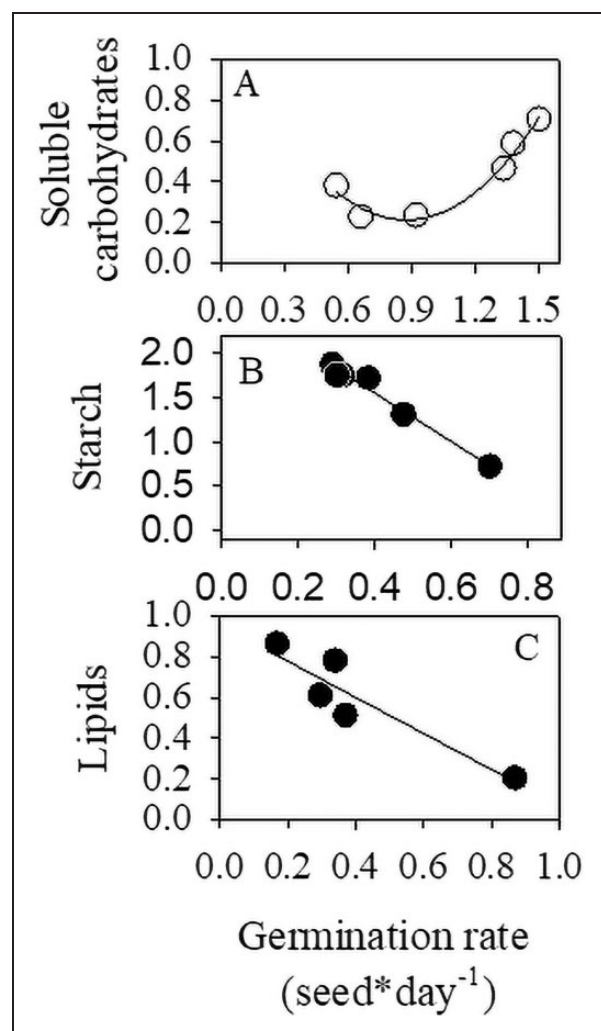 A
Soluble
carbohydrates
1.0
0.8
0.6
0.4
0.2
0.0
0.0 0.3 0.6 0.9 1.2 1.5
B
Starch
2.0
1.5
1.0
0.5
0.0
0.0 0.2 0.4 0.6 0.8
C
Lipids
1.0
0.8
0.6
0.4
0.2
0.0
0.0 0.2 0.4 0.6 0.8 1.0
Germination rate
(seed*day⁻¹)